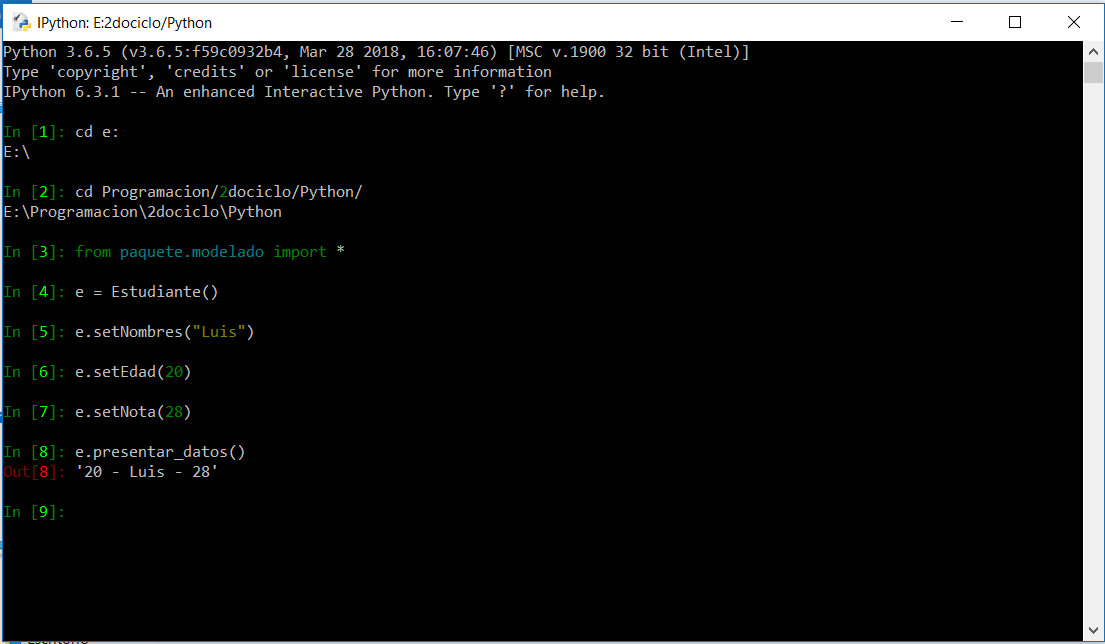 IPython: E:2dociclo/Python
Python 3.6.5 (v3.6.5:f59c0932b4, Mar 28 2018, 16:07:46) [MSC v.1900 32 bit (Intel)]
Type 'copyright', 'credits' or 'license' for more information
IPython 6.3.1 -- An enhanced Interactive Python. Type '?' for help.
In [1]: cd e:
E:\
In [2]: cd Programacion/2dociclo/Python/
E:\Programacion\2dociclo\Python
In [3]: from paquete.modelado import *
In [4]: e = Estudiante()
In [5]: e.setNombres("Luis")
In [6]: e.setEdad(20)
In [7]: e.setNota(28)
In [8]: e.presentar_datos()
Out[8]: '20 - Luis - 28'
In [9]: